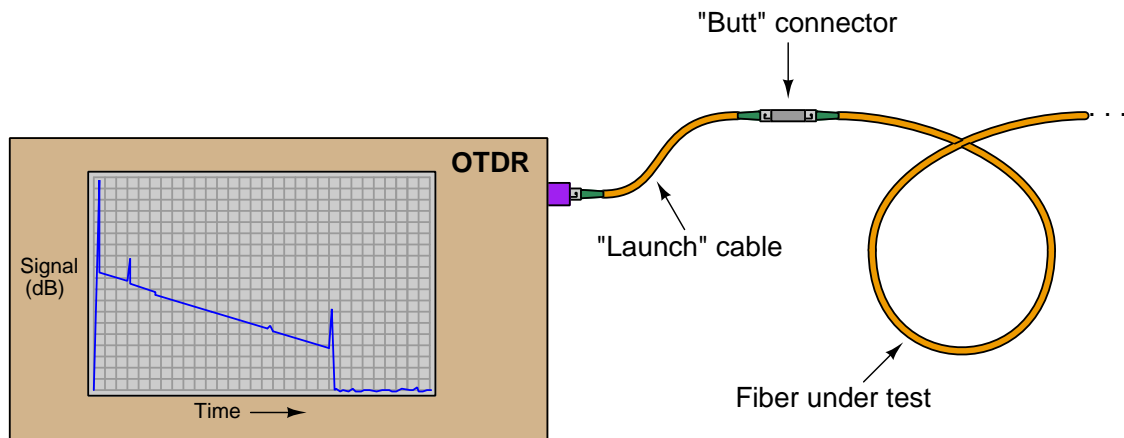 "Butt" connector
. . .
OTDR
Signal
(dB)
"Launch" cable
Time
Fiber under test